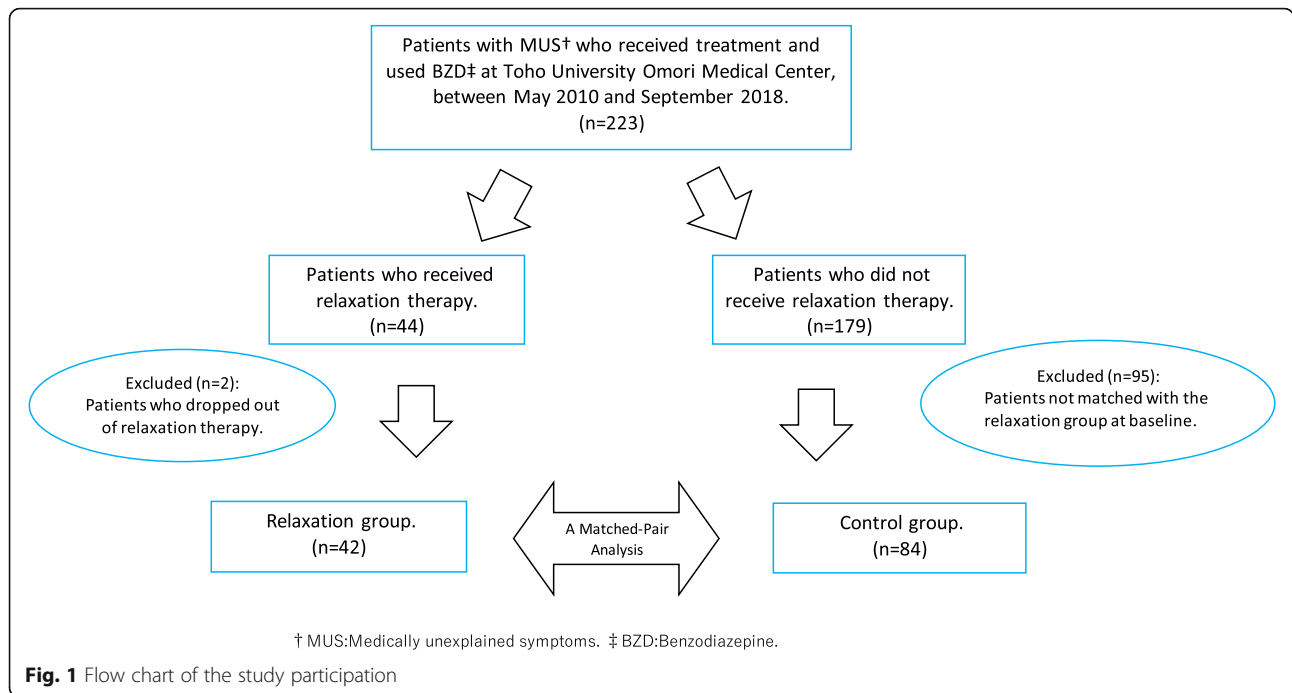 Patients with MUS† who received treatment and
used BZD‡ at Toho University Omori Medical Center,
between May 2010 and September 2018.
(n=223)
Patients who received
relaxation therapy.
(n=44)
Patients who did not
receive relaxation therapy.
(n=179)
Excluded (n=2):
Patients who dropped out
of relaxation therapy.
Excluded (n=95):
Patients not matched with the
relaxation group at baseline.
Relaxation group.
(n=42)
A Matched-Pair
Analysis
Control group.
(n=84)
† MUS:Medically unexplained symptoms. ‡ BZD:Benzodiazepine.
Fig. 1 Flow chart of the study participation